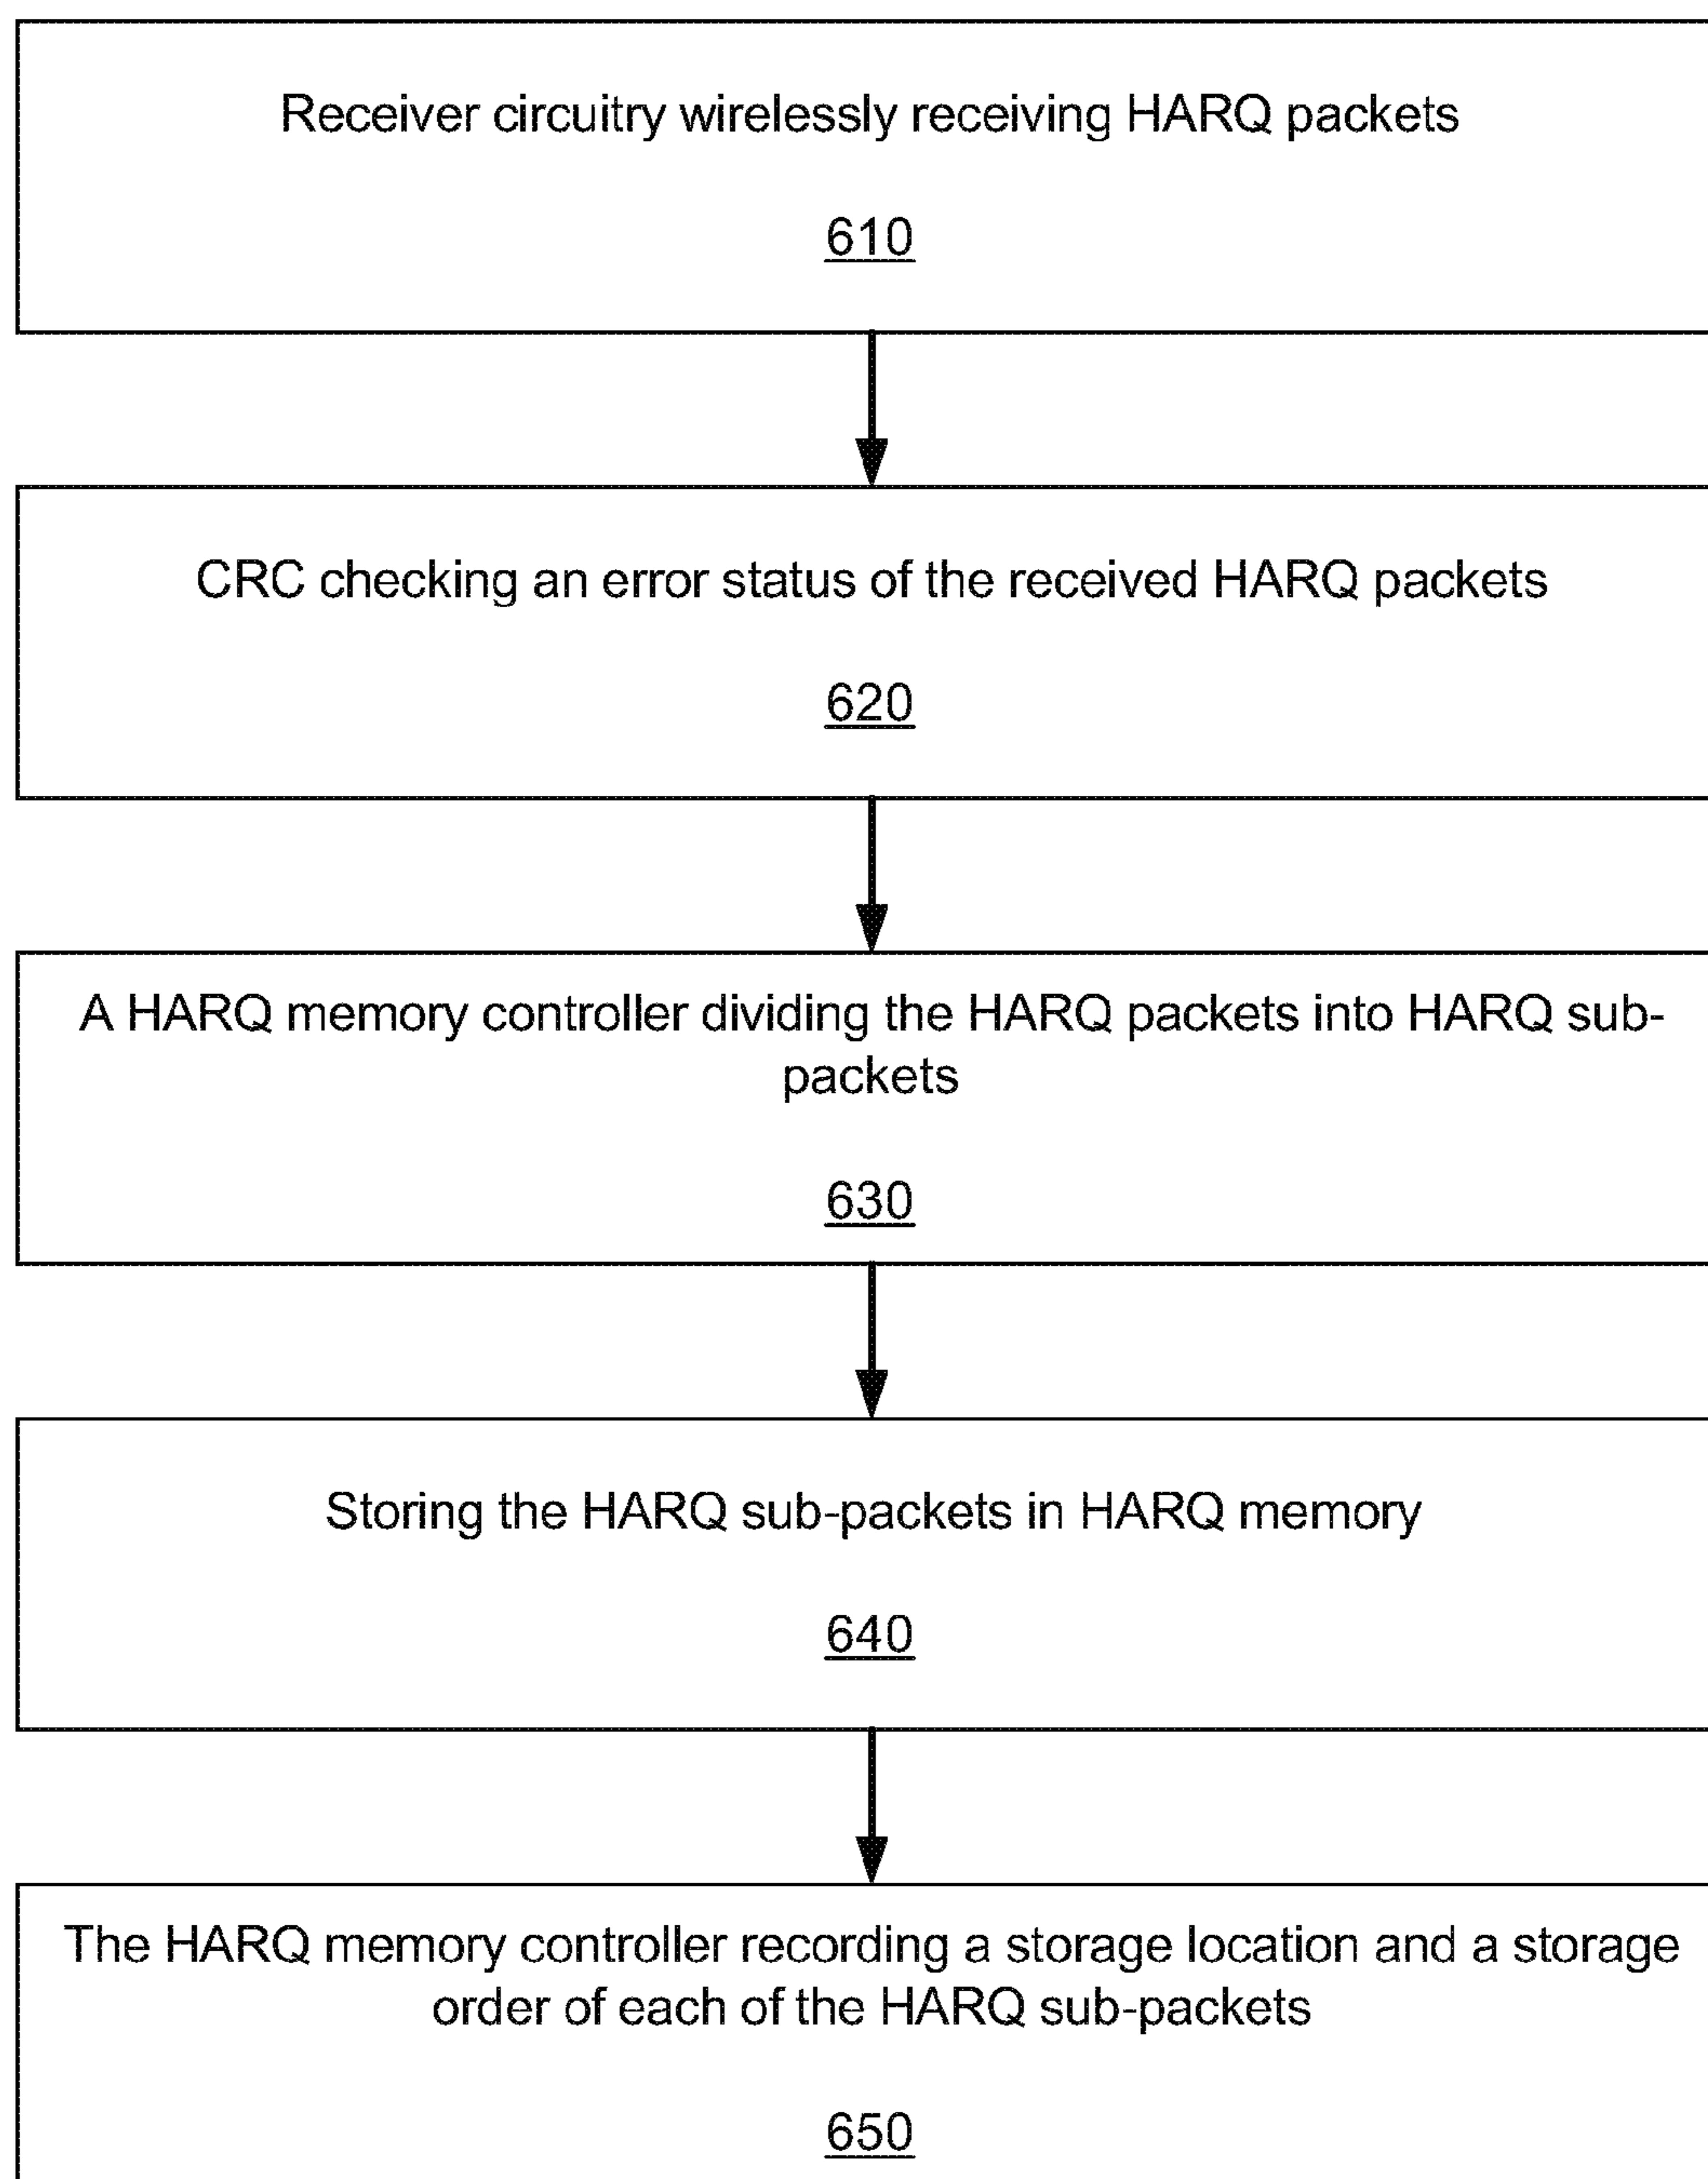 Receiver circuitry wirelessly receiving HARQ packets
610
CRC checking an error status of the received HARQ packets
620
A HARQ memory controller dividing the HARQ packets into HARQ sub-
packets
630
Storing the HARQ sub-packets in HARQ memory
640
The HARQ memory controller recording a storage location and a storage
order of each of the HARQ sub-packets
650